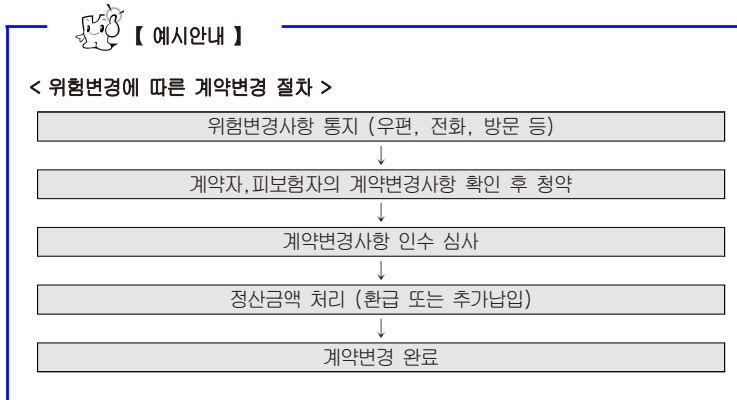 【 예시안내 】
< 위험변경에 따른 계약변경 절차 >
위험변경사항 통지 (우편, 전화, 방문 등)
↓
계약자,피보험자의 계약변경사항 확인 후 청약
↓
계약변경사항 인수 심사
↓
정산금액 처리 (환급 또는 추가납입)
↓
계약변경 완료